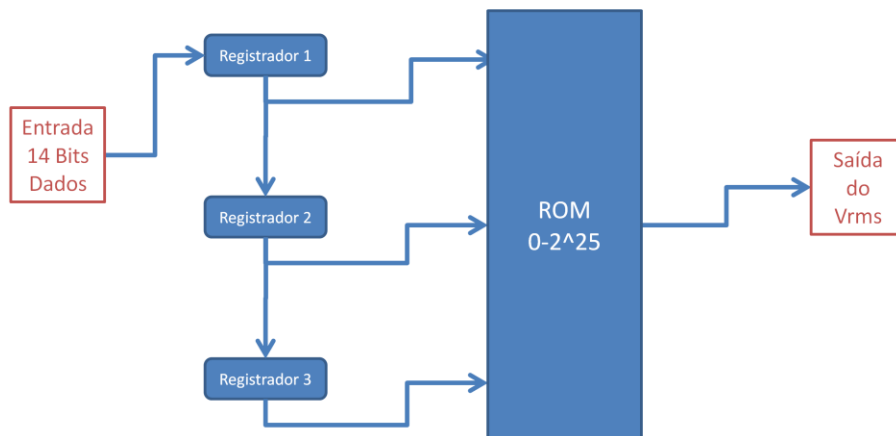 Registrador 1
Entrada
14 Bits
Dados
Registrador 2
ROM
0-2^25
Saída
do
Vrms
Registrador 3